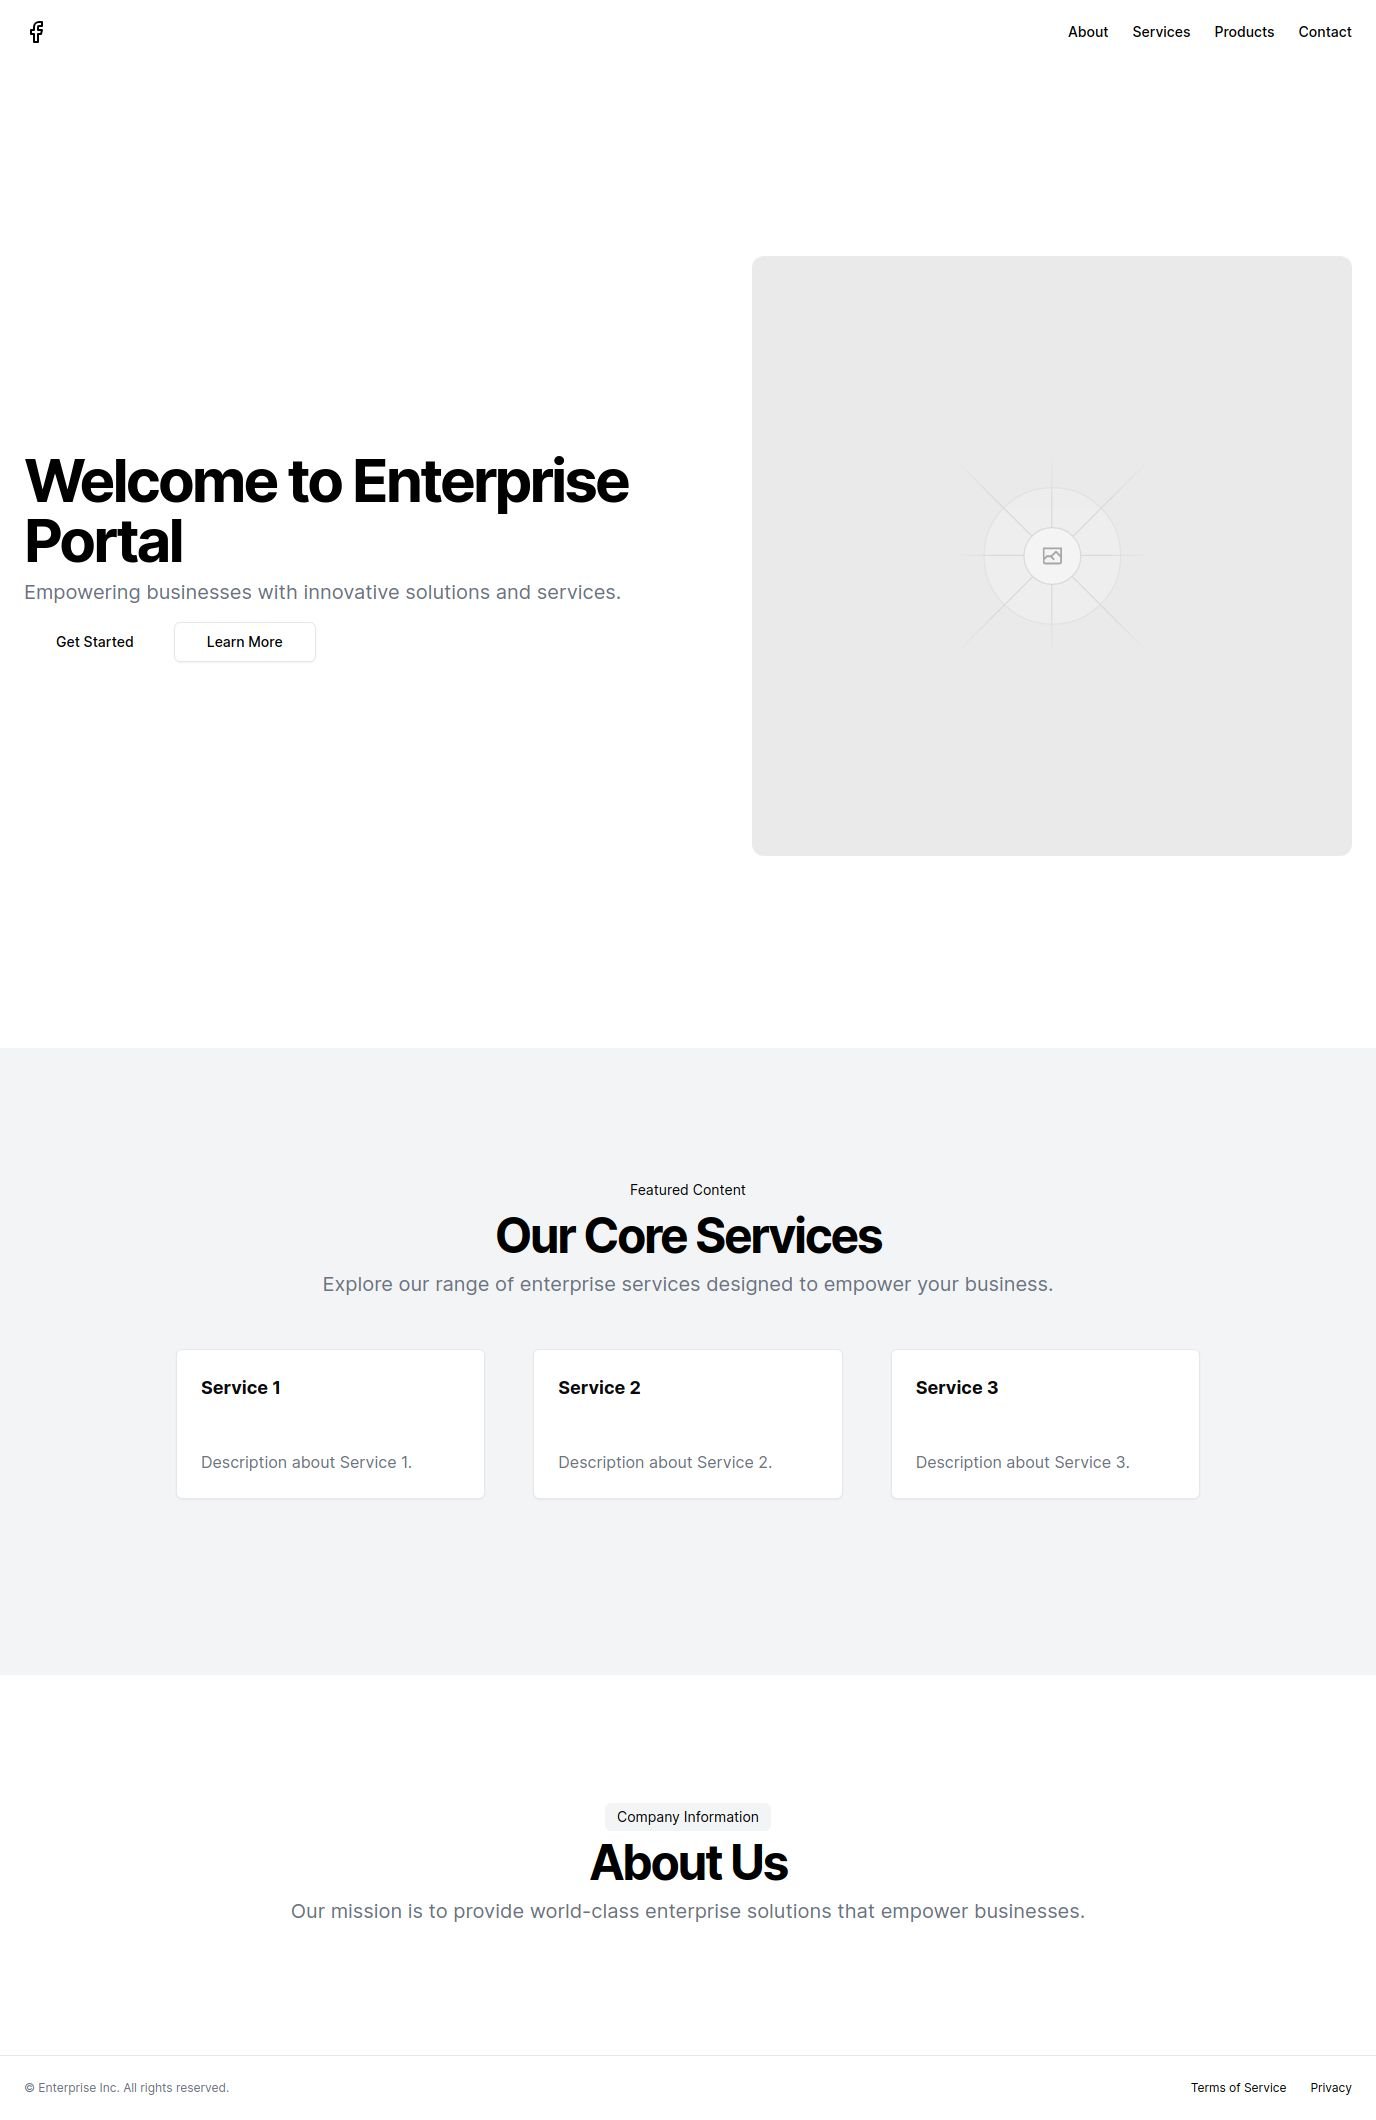 About
Services
Products
Contact
Welcome to Enterprise
Portal
Empowering businesses with innovative solutions and services.
Get Started
Learn More
Featured Content
Our Core Services
Explore our range of enterprise services designed to empower your business.
Service 1
Description about Service 1.
Service 2
Description about Service 2.
Service 3
Description about Service 3.
Company Information
About Us
Our mission is to provide world-class enterprise solutions that empower businesses.
© Enterprise Inc. All rights reserved.
Terms of Service
Privacy